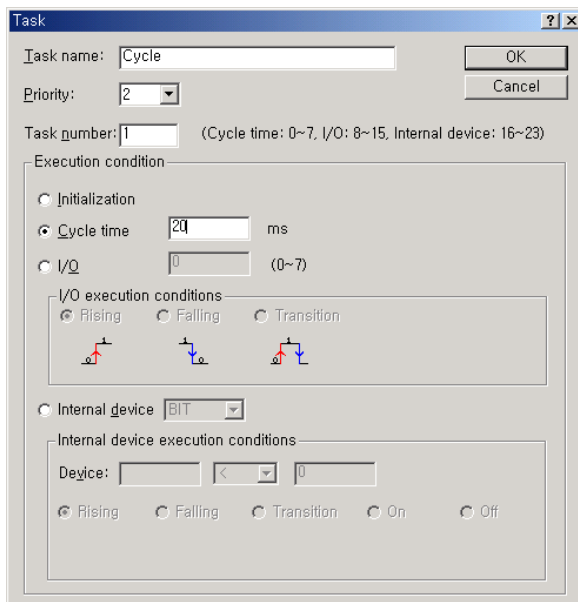 Task
Task name: Cycle
OK
Priority: 2
Cancel
Task number: 1 (Cycle time: 0~7, I/O: 8~15, Internal device: 16~23)
Execution condition
Initialization
Cycle time 20 ms
I/O 0 (0~7)
I/O execution conditions
Rising Falling Transition
0 1 1 0 0 1
Internal device BIT
Internal device execution conditions
Device: < 0
Rising Falling Transition On Off